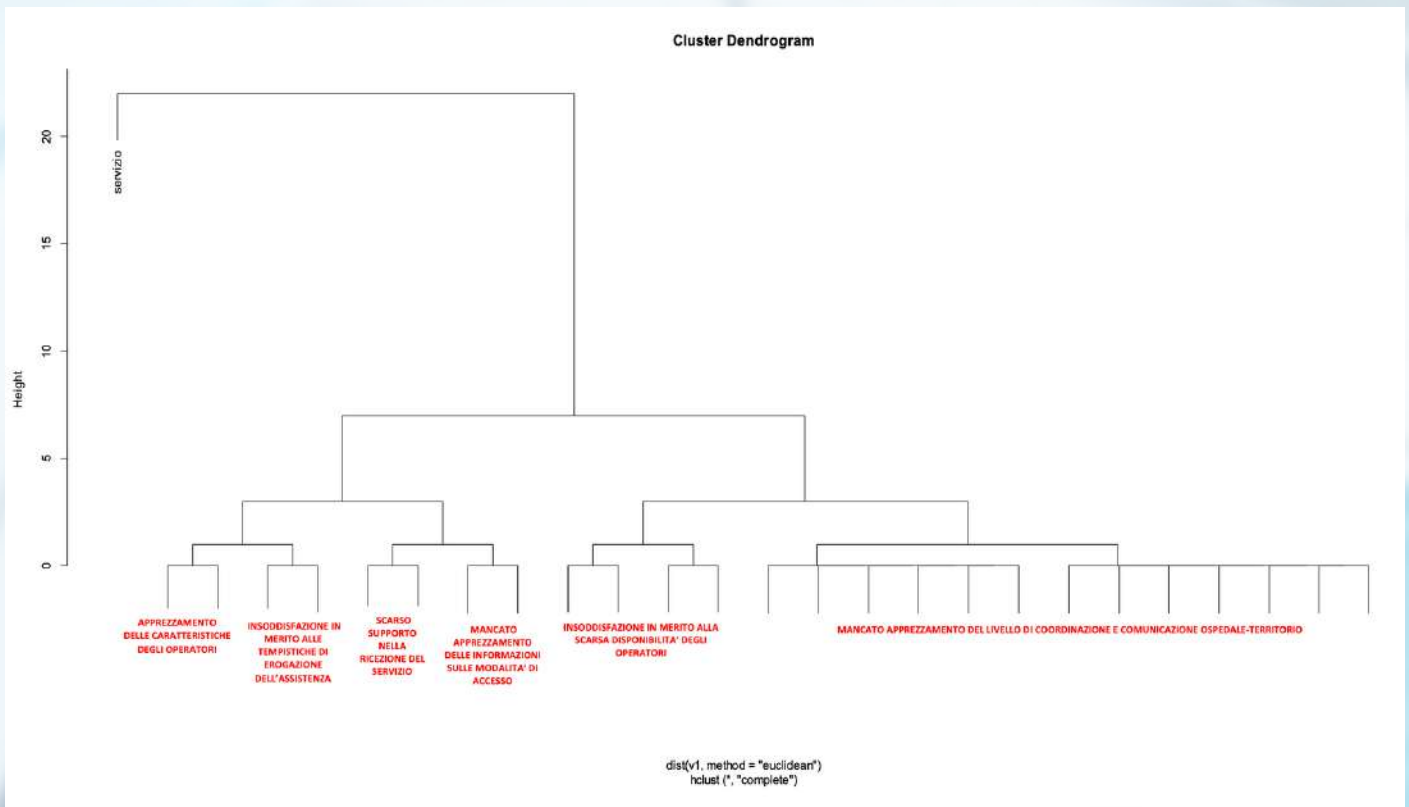 Cluster Dendrogram
20
15
10
5
0
Height
servizio
APPREZZAMENTO
DELLE CARATTERISTICHE
DEGLI OPERATORI
INSODDISFAZIONE IN
MERITO ALLE
TEMPISTICHE DI
EROGAZIONE
DELL'ASSISTENZA
SCARSO
SUPPORTO
NELLA
RICEZIONE DEL
SERVIZIO
MANCATO
APPREZZAMENTO
DELLE INFORMAZIONI
SULLE MODALITA' DI
ACCESSO
INSODDISFAZIONE IN MERITO ALLA
SCARSA DISPONIBILITA' DEGLI
OPERATORI
MANCATO APPREZZAMENTO DEL LIVELLO DI COORDINAZIONE E COMUNICAZIONE OSPEDALE-TERRITORIO
dist(v1, method = "euclidean")
hclust (*, "complete")